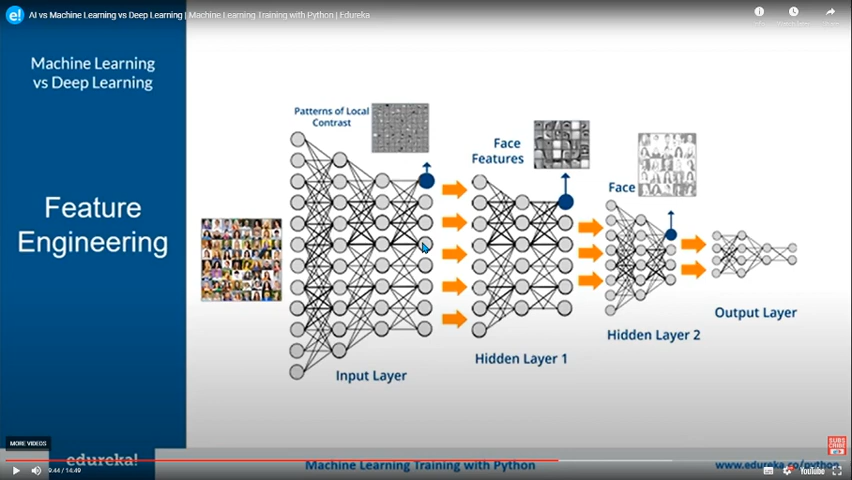 AI vs Machine Learning vs Deep Learning | Machine Learning Training with Python | Edureka
Machine Learning
vs Deep Learning
Feature
Engineering
Patterns of Local
Contrast
Face
Features
Face
Input Layer
Hidden Layer 1
Hidden Layer 2
Output Layer
MORE VIDEOS
edureka!
9:44 / 14:49
Machine Learning Training with Python
www.edureka.co/python
SUBSCRIBE
YouTube